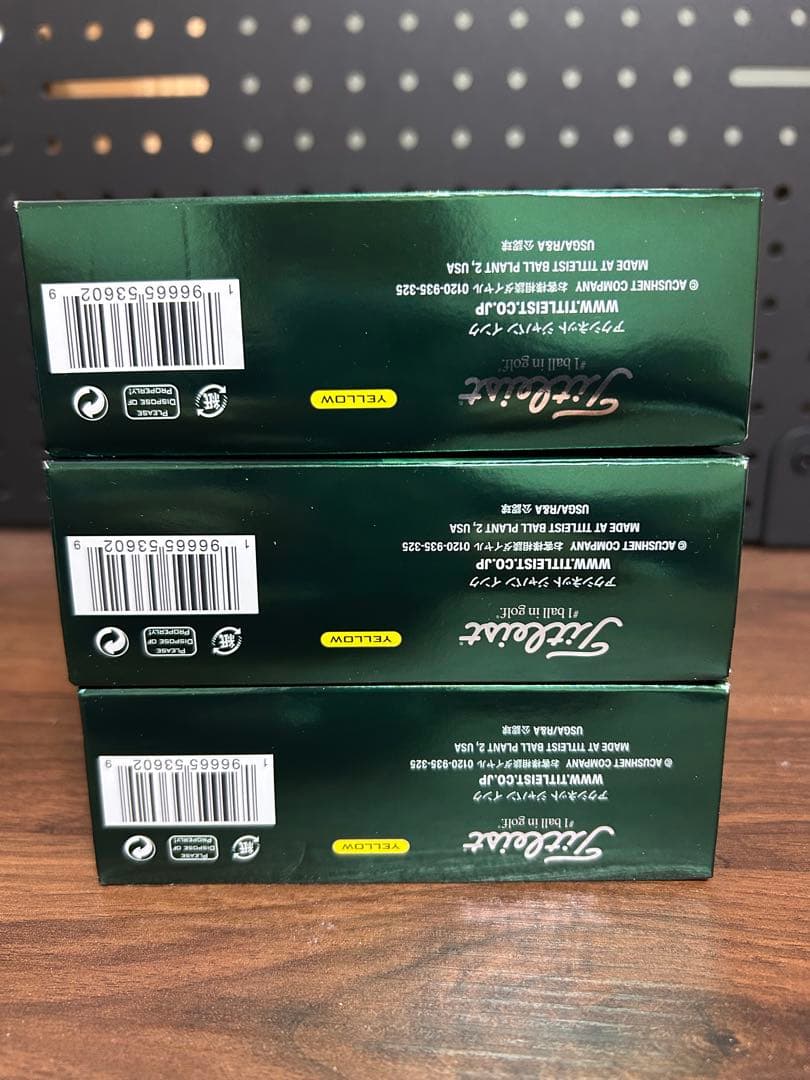 Titleist
#1 ball in golf.
アクシネット ジャパン インク
WWW.TITLEIST.CO.JP
© ACUSHNET COMPANY お客様相談ダイヤル 0120-935-325
MADE AT TITLEIST BALL PLANT 2, USA
USGA/R&A 公認球
YELLOW
紙
PLEASE
DISPOSE OF
PROPERLY!
1 96665 53602 9
Titleist
#1 ball in golf.
アクシネット ジャパン インク
WWW.TITLEIST.CO.JP
© ACUSHNET COMPANY お客様相談ダイヤル 0120-935-325
MADE AT TITLEIST BALL PLANT 2, USA
USGA/R&A 公認球
YELLOW
紙
PLEASE
DISPOSE OF
PROPERLY!
1 96665 53602 9
Titleist
#1 ball in golf.
アクシネット ジャパン インク
WWW.TITLEIST.CO.JP
© ACUSHNET COMPANY お客様相談ダイヤル 0120-935-325
MADE AT TITLEIST BALL PLANT 2, USA
USGA/R&A 公認球
YELLOW
紙
PLEASE
DISPOSE OF
PROPERLY!
1 96665 53602 9